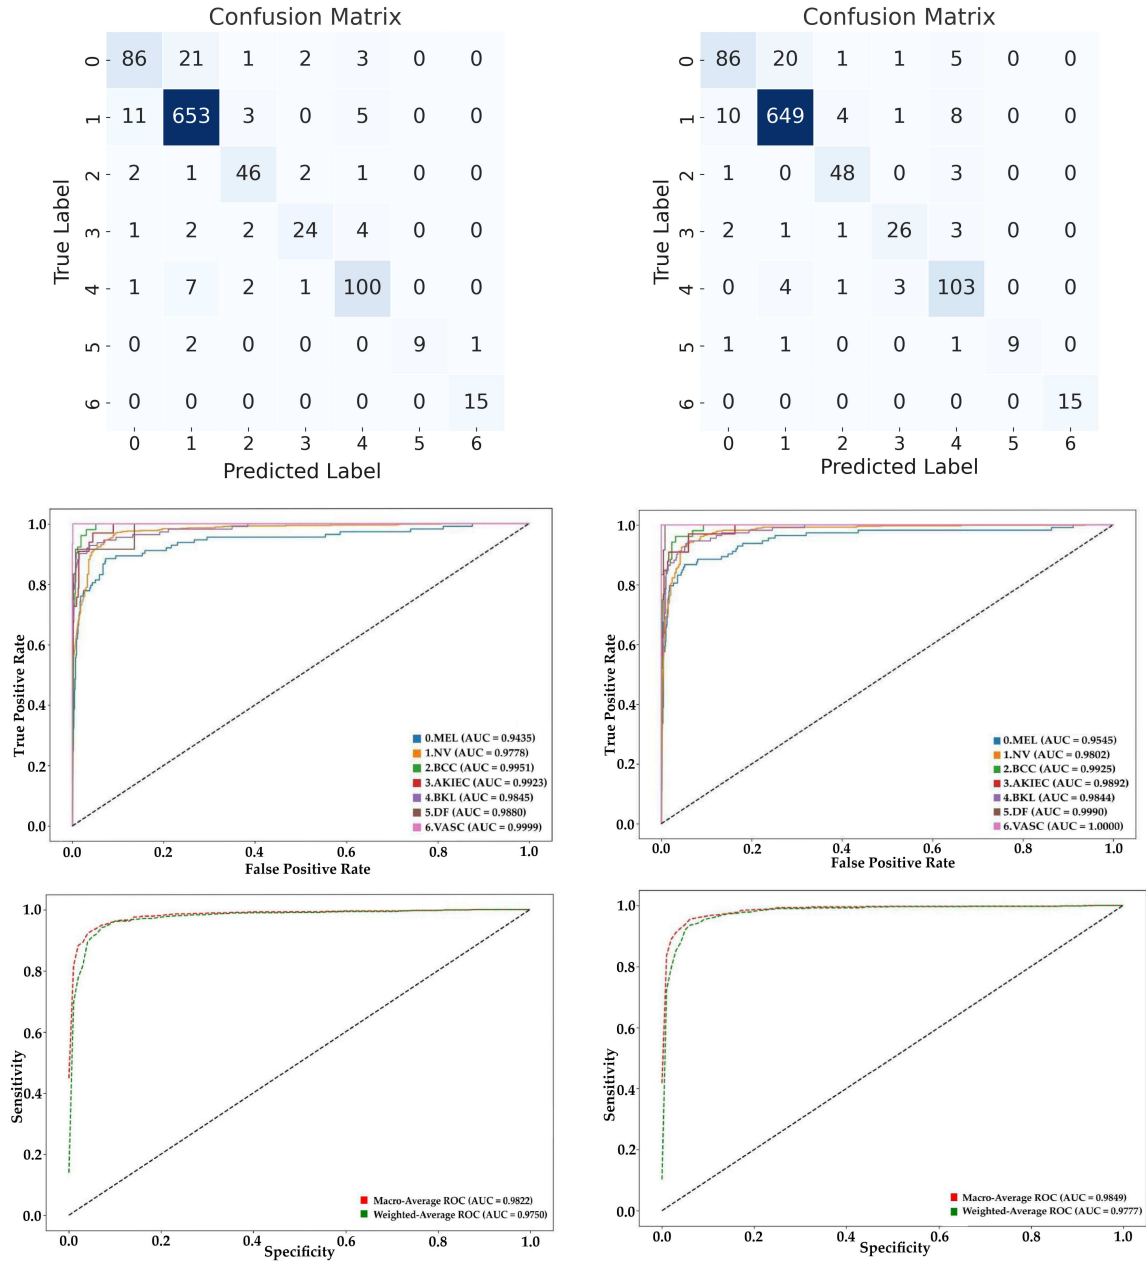 Confusion Matrix
0 86 21 1 2 3 0 0
1 11 653 3 0 5 0 0
2 2 1 46 2 1 0 0
3 1 2 2 24 4 0 0
4 1 7 2 1 100 0 0
5 0 2 0 0 0 9 1
6 0 0 0 0 0 0 15
0 1 2 3 4 5 6
True Label
Predicted Label
Confusion Matrix
0 86 20 1 1 5 0 0
1 10 649 4 1 8 0 0
2 1 0 48 0 3 0 0
3 2 1 1 26 3 0 0
4 0 4 1 3 103 0 0
5 1 1 0 0 1 9 0
6 0 0 0 0 0 0 15
0 1 2 3 4 5 6
True Label
Predicted Label
1.0
0.8
0.6
0.4
0.2
0.0
True Positive Rate
0.MEL (AUC = 0.9435)
1.NV (AUC = 0.9778)
2.BCC (AUC = 0.9951)
3.AKIEC (AUC = 0.9923)
4.BKL (AUC = 0.9845)
5.DF (AUC = 0.9880)
6.VASC (AUC = 0.9999)
0.0 0.2 0.4 0.6 0.8 1.0
False Positive Rate
1.0
0.8
0.6
0.4
0.2
0.0
True Positive Rate
0.MEL (AUC = 0.9545)
1.NV (AUC = 0.9802)
2.BCC (AUC = 0.9925)
3.AKIEC (AUC = 0.9892)
4.BKL (AUC = 0.9844)
5.DF (AUC = 0.9990)
6.VASC (AUC = 1.0000)
0.0 0.2 0.4 0.6 0.8 1.0
False Positive Rate
1.0
0.8
0.6
0.4
0.2
0.0
Sensitivity
Macro-Average ROC (AUC = 0.9822)
Weighted-Average ROC (AUC = 0.9750)
0.0 0.2 0.4 0.6 0.8 1.0
Specificity
1.0
0.8
0.6
0.4
0.2
0.0
Sensitivity
Macro-Average ROC (AUC = 0.9849)
Weighted-Average ROC (AUC = 0.9777)
0.0 0.2 0.4 0.6 0.8 1.0
Specificity